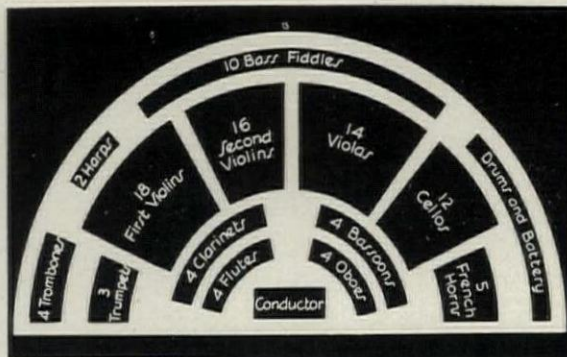 10 Bass Fiddles
2 Harps
18
First Violins
16
Second
Violins
14
Violas
12
Cellos
Drums and Battery
4 Trombones
3
Trumpets
4 Clarinets
4 Flutes
4 Bassoons
4 Oboes
5
French
Horns
Conductor